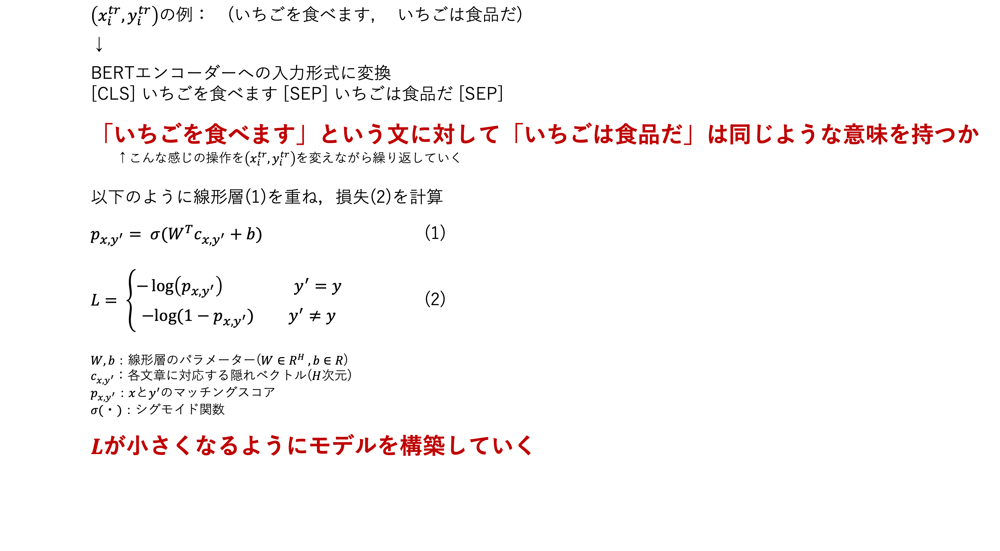 (x_i^{tr}, y_i^{tr})の例： (いちごを食べます， いちごは食品だ)
↓
BERTエンコーダーへの入力形式に変換
[CLS] いちごを食べます [SEP] いちごは食品だ [SEP]
「いちごを食べます」という文に対して「いちごは食品だ」は同じような意味を持つか
↑こんな感じの操作を(x_i^{tr}, y_i^{tr})を変えながら繰り返していく
以下のように線形層(1)を重ね，損失(2)を計算
p_{x,y′} = σ(W^T c_{x,y′} + b) (1)
L = { − log(p_{x,y′}) y′ = y
−log(1 − p_{x,y′}) y′ ≠ y (2)
W, b : 線形層のパラメーター(W ∈ R^H , b ∈ R)
c_{x,y′}：各文章に対応する隠れベクトル(H次元)
p_{x,y′} : xとy′のマッチングスコア
σ(・) : シグモイド関数
Lが小さくなるようにモデルを構築していく